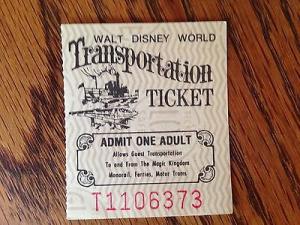 WALT DISNEY WORLD
Transportation
TICKET
ADMIT ONE ADULT
Allows Guest Transportation
To and From The Magic Kingdom
Monorail, Ferries, Motor Trams
T1106373